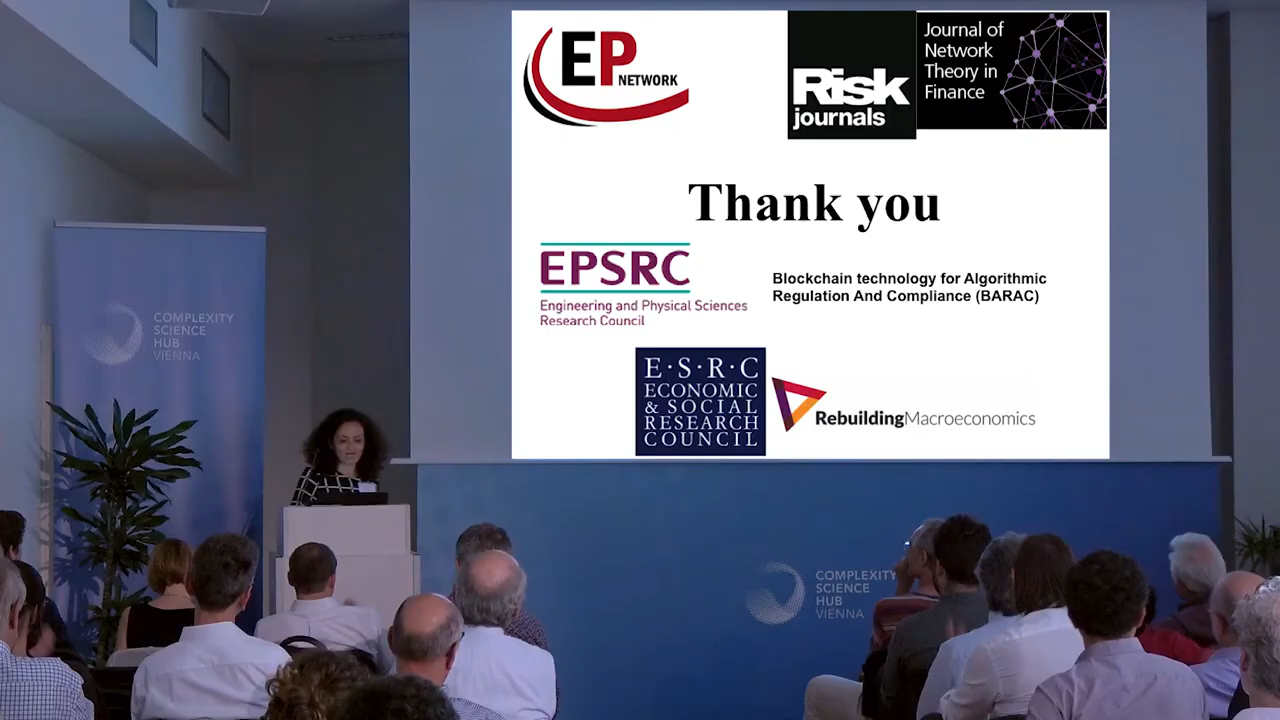 EP
NETWORK
Risk
journals
Journal of
Network
Theory in
Finance
Thank you
EPSRC
Engineering and Physical Sciences
Research Council
Blockchain technology for Algorithmic
Regulation And Compliance (BARAC)
E·S·R·C
ECONOMIC
& SOCIAL
RESEARCH
COUNCIL
RebuildingMacroeconomics
COMPLEXITY
SCIENCE
HUB
VIENNA
COMPLEXITY
SCIENCE
HUB
VIENNA